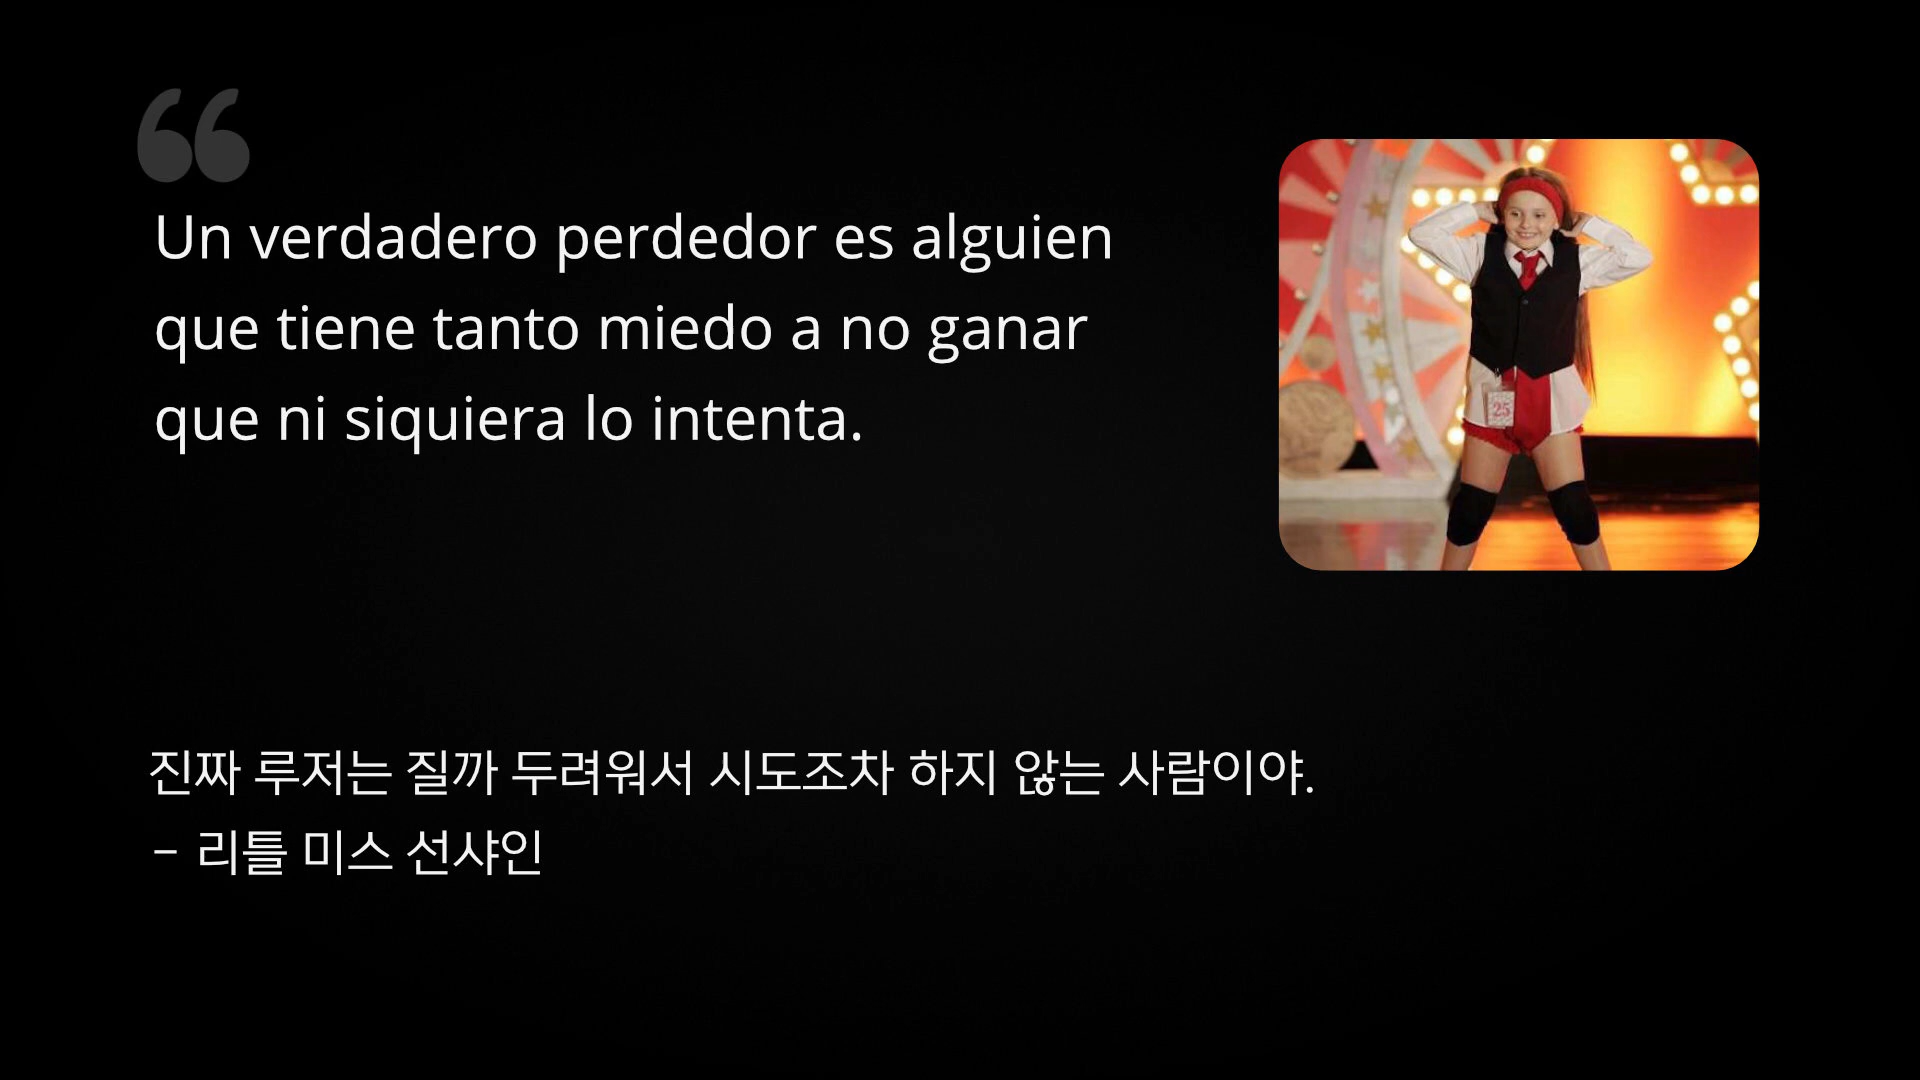 “
Un verdadero perdedor es alguien
que tiene tanto miedo a no ganar
que ni siquiera lo intenta.
25
진짜 루저는 질까 두려워서 시도조차 하지 않는 사람이야.
– 리틀 미스 선샤인